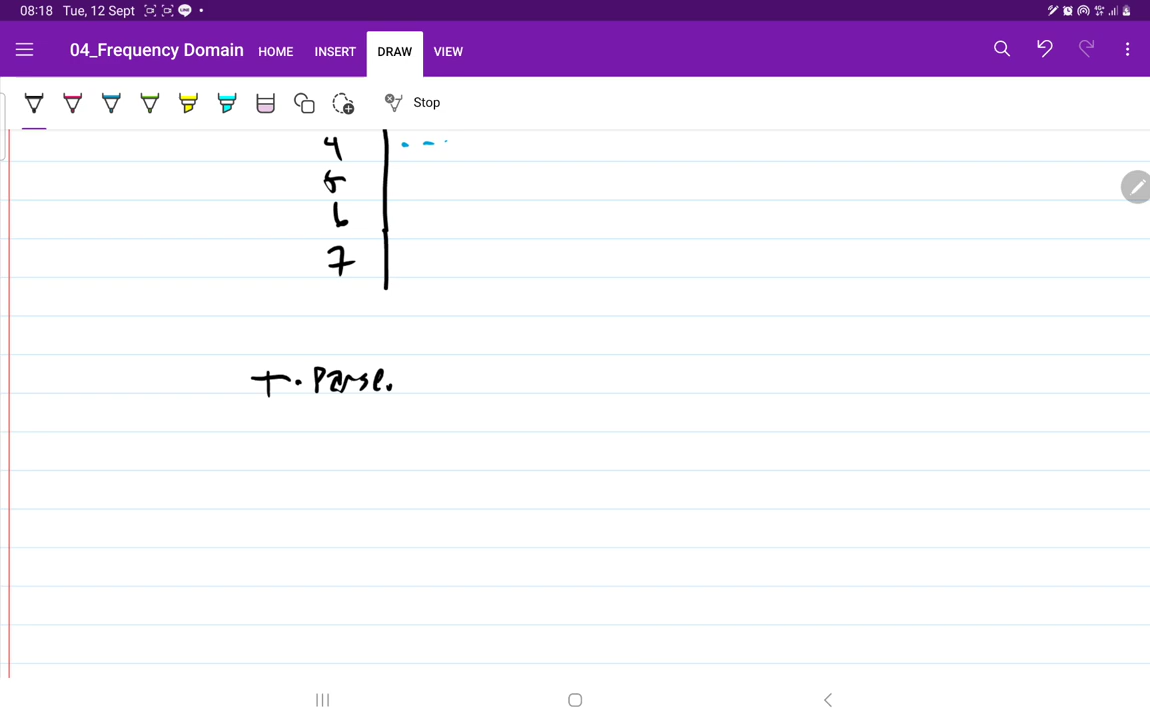 08:18 Tue, 12 Sept
04_Frequency Domain HOME INSERT DRAW VIEW
Stop
4
5
6
7
+. Parse.